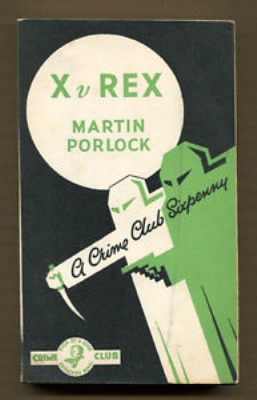 X v REX
MARTIN
PORLOCK
A Crime Club Sixpenny
CRIME CLUB